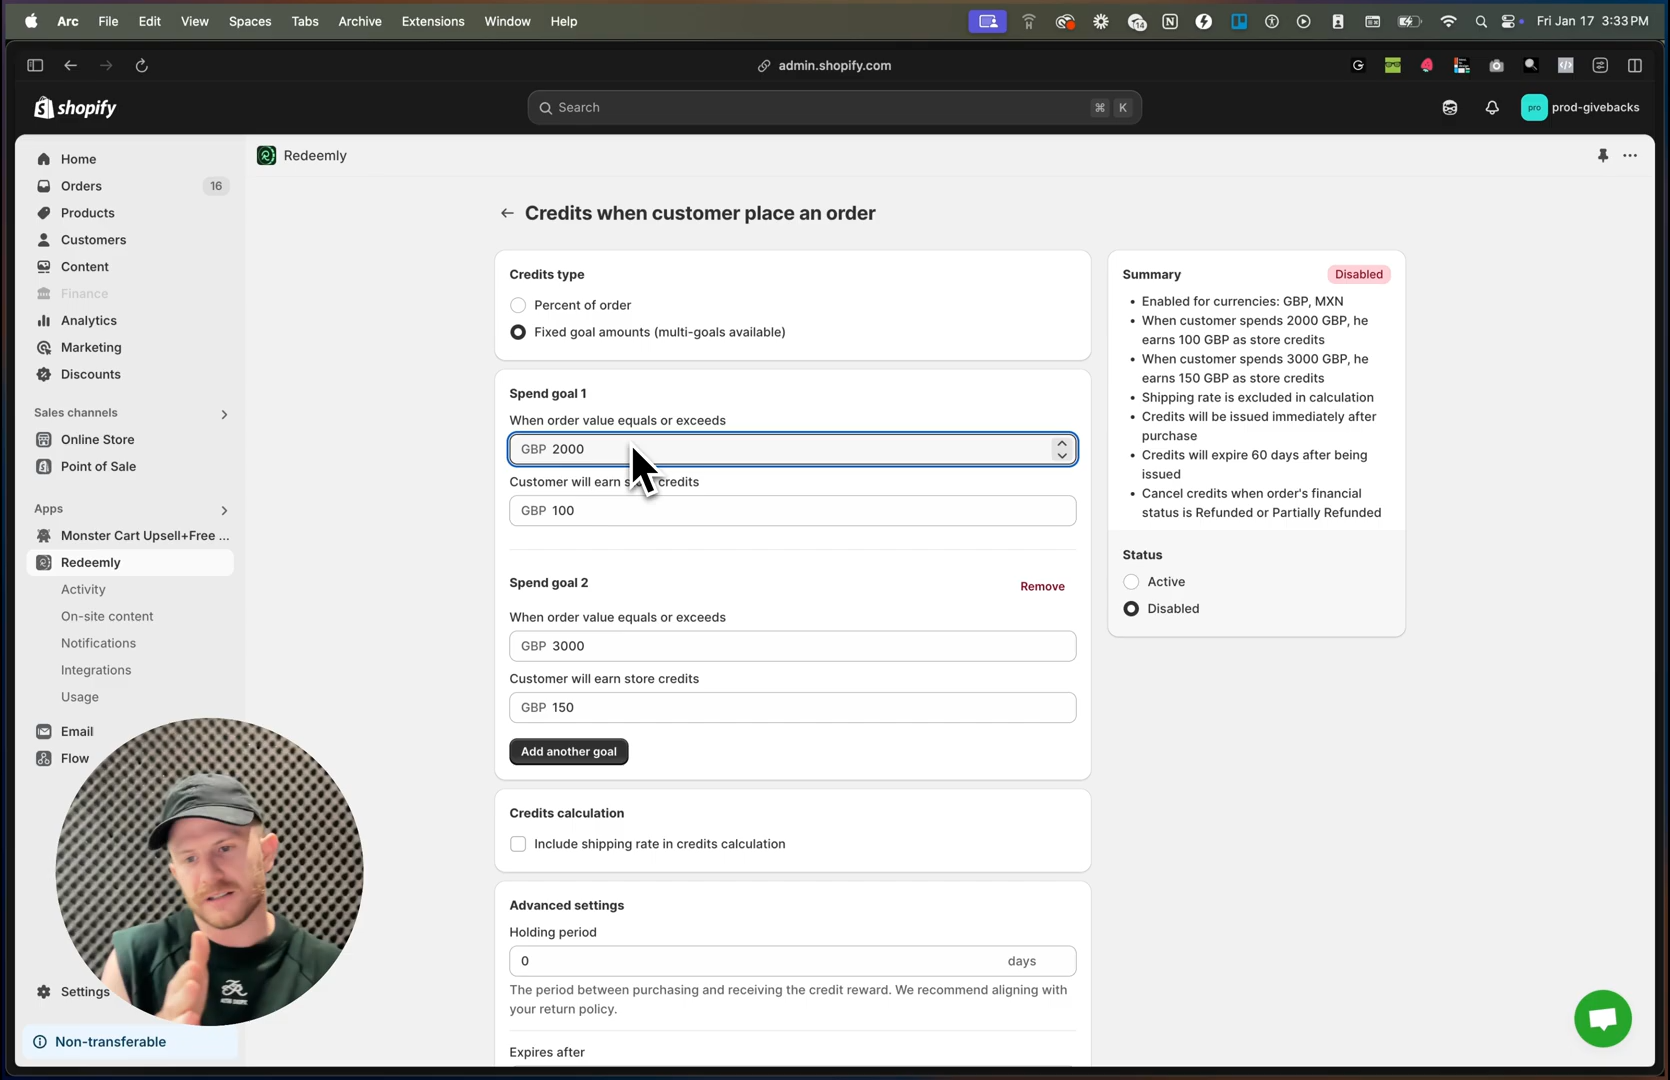 Arc File Edit View Spaces Tabs Archive Extensions Window Help Fri Jan 17 3:33 PM
admin.shopify.com
shopify
Search
⌘ K
pro
prod-givebacks
Home
Orders 16
Products
Customers
Content
Finance
Analytics
Marketing
Discounts
Sales channels
Online Store
Point of Sale
Apps
Monster Cart Upsell+Free ...
Redeemly
Activity
On-site content
Notifications
Integrations
Usage
Email
Flow
Settings
Non-transferable
Redeemly
Credits when customer place an order
Credits type
Percent of order
Fixed goal amounts (multi-goals available)
Spend goal 1
When order value equals or exceeds
GBP 2000
Customer will earn st credits
GBP 100
Spend goal 2
Remove
When order value equals or exceeds
GBP 3000
Customer will earn store credits
GBP 150
Add another goal
Credits calculation
Include shipping rate in credits calculation
Advanced settings
Holding period
0 days
The period between purchasing and receiving the credit reward. We recommend aligning with
your return policy.
Expires after
Summary
Disabled
• Enabled for currencies: GBP, MXN
• When customer spends 2000 GBP, he
earns 100 GBP as store credits
• When customer spends 3000 GBP, he
earns 150 GBP as store credits
• Shipping rate is excluded in calculation
• Credits will be issued immediately after
purchase
• Credits will expire 60 days after being
issued
• Cancel credits when order's financial
status is Refunded or Partially Refunded
Status
Active
Disabled